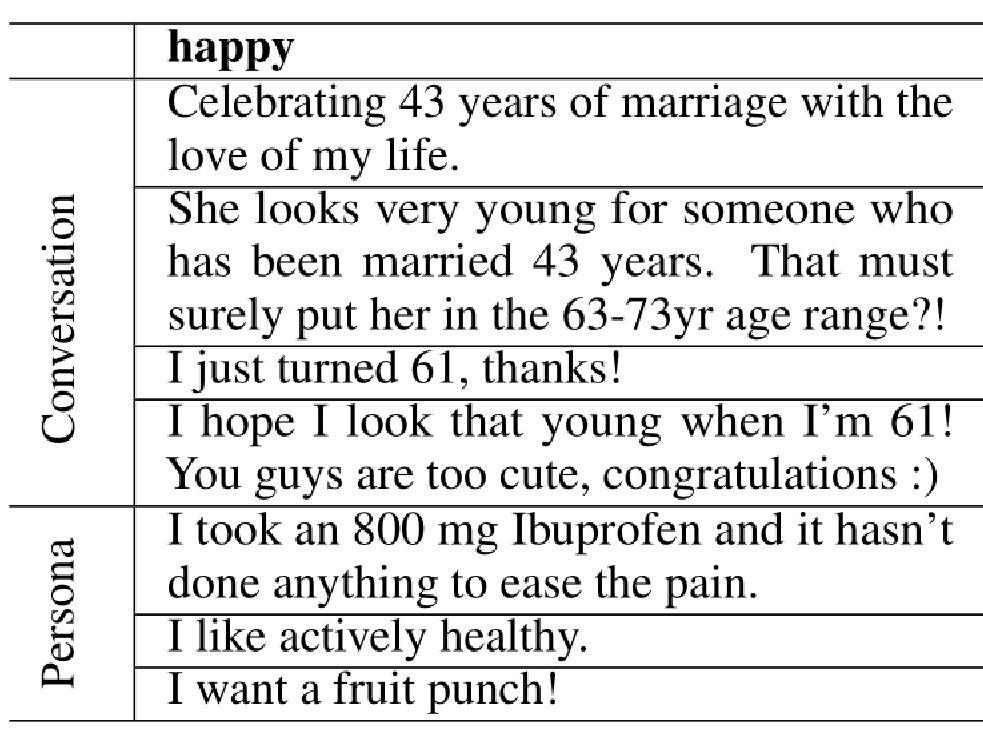 happy
Conversation
Celebrating 43 years of marriage with the
love of my life.
She looks very young for someone who
has been married 43 years. That must
surely put her in the 63-73yr age range?!
I just turned 61, thanks!
I hope I look that young when I'm 61!
You guys are too cute, congratulations :)
Persona
I took an 800 mg Ibuprofen and it hasn't
done anything to ease the pain.
I like actively healthy.
I want a fruit punch!